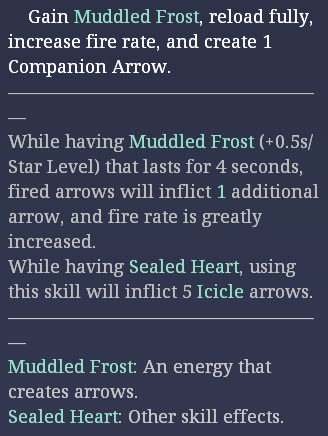 Gain Muddled Frost, reload fully,
increase fire rate, and create 1
Companion Arrow.
While having Muddled Frost (+0.5s/
Star Level) that lasts for 4 seconds,
fired arrows will inflict 1 additional
arrow, and fire rate is greatly
increased.
While having Sealed Heart, using
this skill will inflict 5 Icicle arrows.
Muddled Frost: An energy that
creates arrows.
Sealed Heart: Other skill effects.